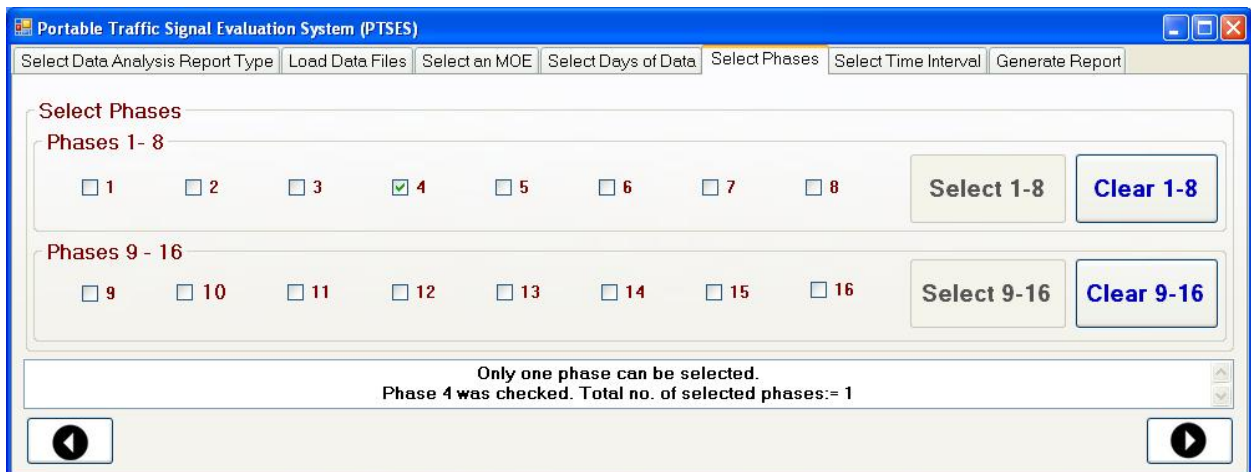 Portable Traffic Signal Evaluation System (PTSES)
Select Data Analysis Report Type Load Data Files Select an MOE Select Days of Data Select Phases Select Time Interval Generate Report
Select Phases
Phases 1- 8
1 2 3 4 5 6 7 8 Select 1-8 Clear 1-8
Phases 9 - 16
9 10 11 12 13 14 15 16 Select 9-16 Clear 9-16
Only one phase can be selected.
Phase 4 was checked. Total no. of selected phases:= 1